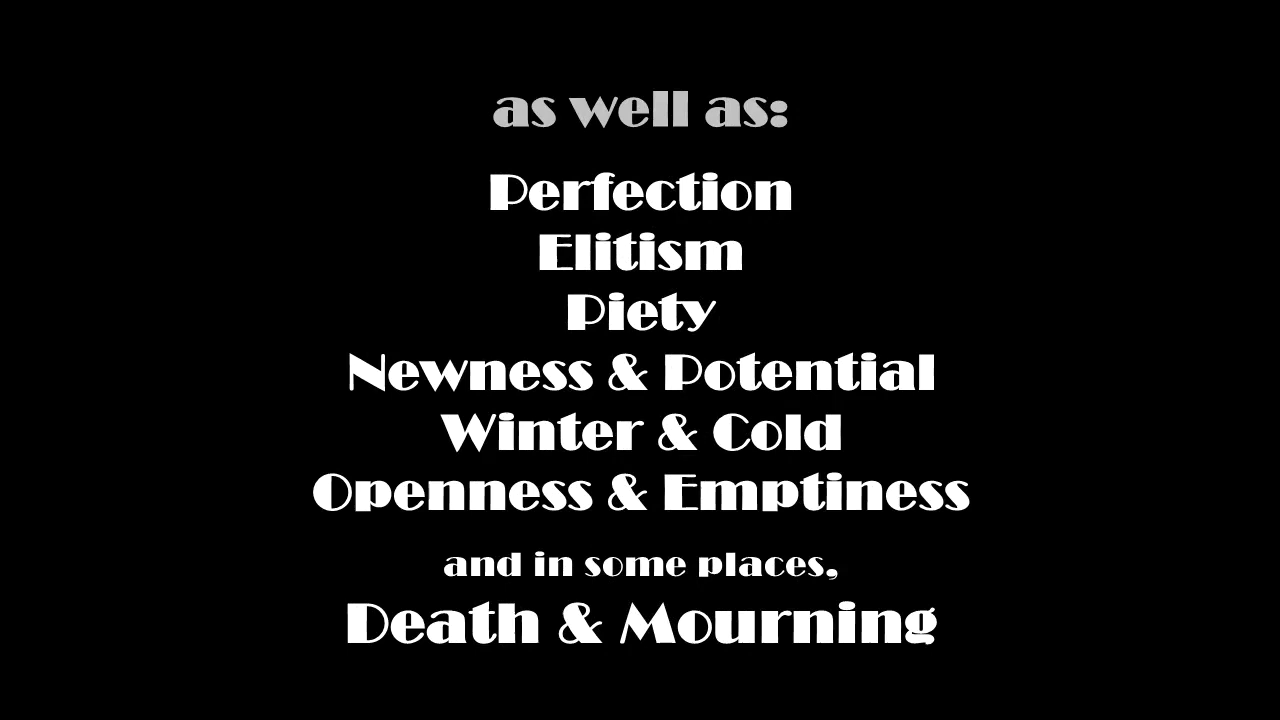 as well as:
Perfection
Elitism
Piety
Newness & Potential
Winter & Cold
Openness & Emptiness
and in some places,
Death & Mourning